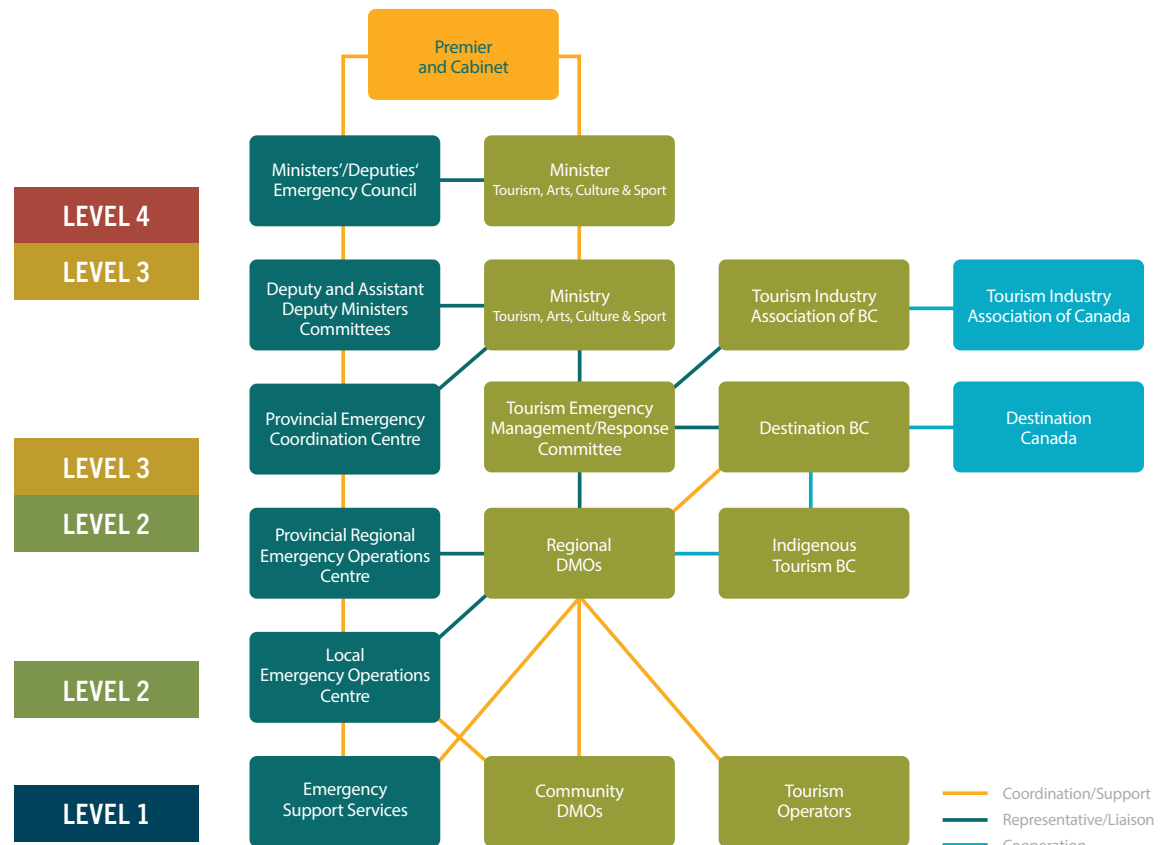 Premier
and Cabinet
Ministers'/Deputies'
Emergency Council
Minister
Tourism, Arts, Culture & Sport
LEVEL 4
LEVEL 3
Deputy and Assistant
Deputy Ministers
Committees
Ministry
Tourism, Arts, Culture & Sport
Tourism Industry
Association of BC
Tourism Industry
Association of Canada
Provincial Emergency
Coordination Centre
Tourism Emergency
Management/Response
Committee
Destination BC
Destination
Canada
LEVEL 3
LEVEL 2
Provincial Regional
Emergency Operations
Centre
Regional
DMOs
Indigenous
Tourism BC
Local
Emergency Operations
Centre
LEVEL 2
Emergency
Support Services
Community
DMOs
Tourism
Operators
LEVEL 1
Coordination/Support
Representative/Liaison
Cooperation